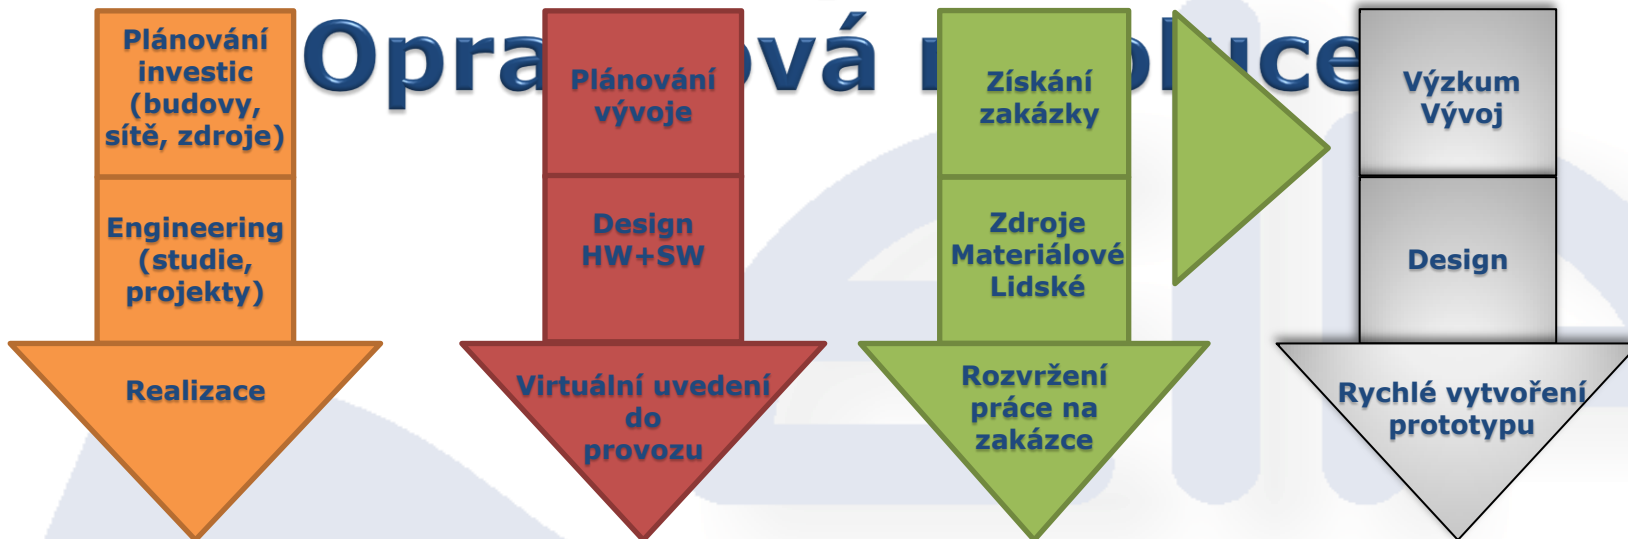 Plánování
investic
(budovy,
sítě, zdroje)
Engineering
(studie,
projekty)
Realizace
Plánování
vývoje
Design
HW+SW
Virtuální uvedení
do
provozu
Získání
zakázky
Zdroje
Materiálové
Lidské
Rozvržení
práce na
zakázce
Výzkum
Vývoj
Design
Rychlé vytvoření
prototypu